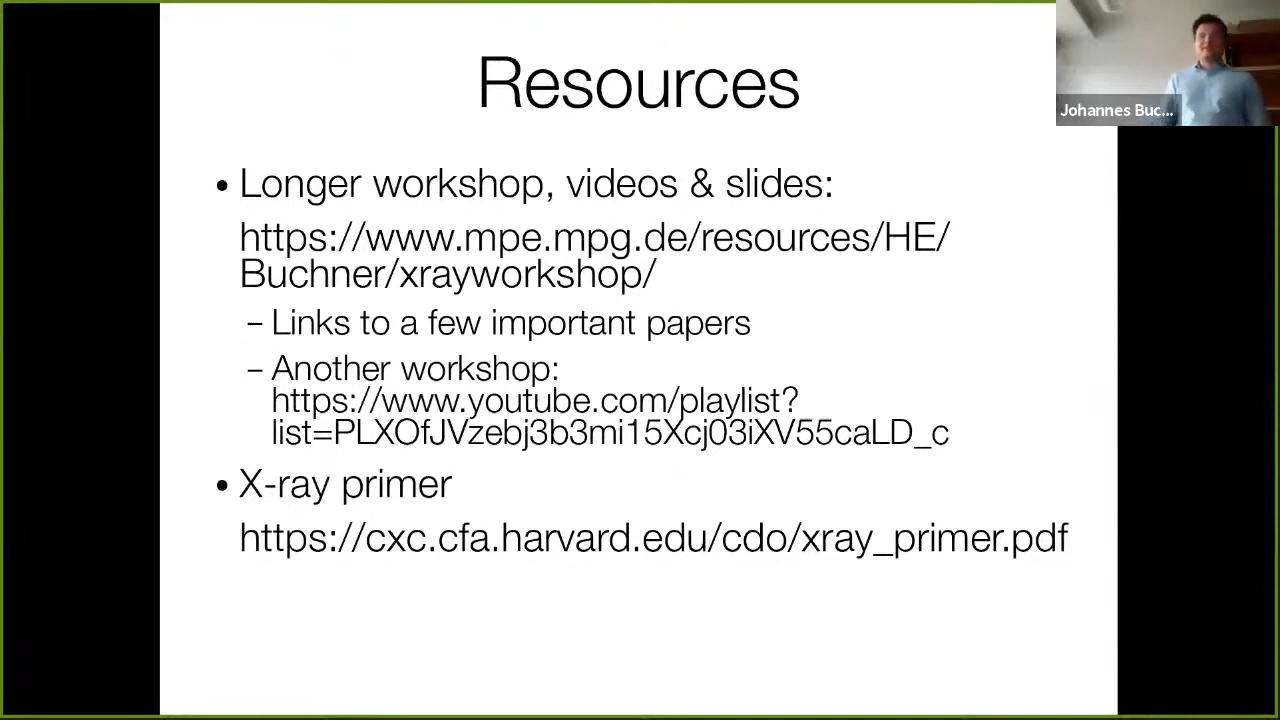 Resources
Johannes Buc...
• Longer workshop, videos & slides:
https://www.mpe.mpg.de/resources/HE/
Buchner/xrayworkshop/
– Links to a few important papers
– Another workshop:
https://www.youtube.com/playlist?
list=PLXOfJVzebj3b3mi15Xcj03iXV55caLD_c
• X-ray primer
https://cxc.cfa.harvard.edu/cdo/xray_primer.pdf